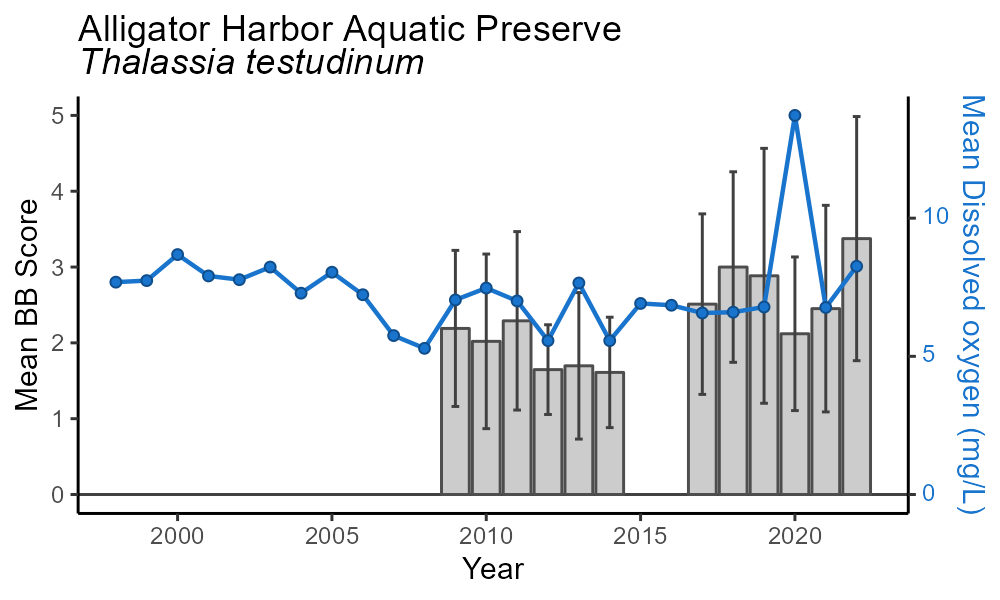 Alligator Harbor Aquatic Preserve
Thalassia testudinum
5
4
3
2
1
0
Mean BB Score
10
5
0
Mean Dissolved oxygen (mg/L)
2000 2005 2010 2015 2020
Year